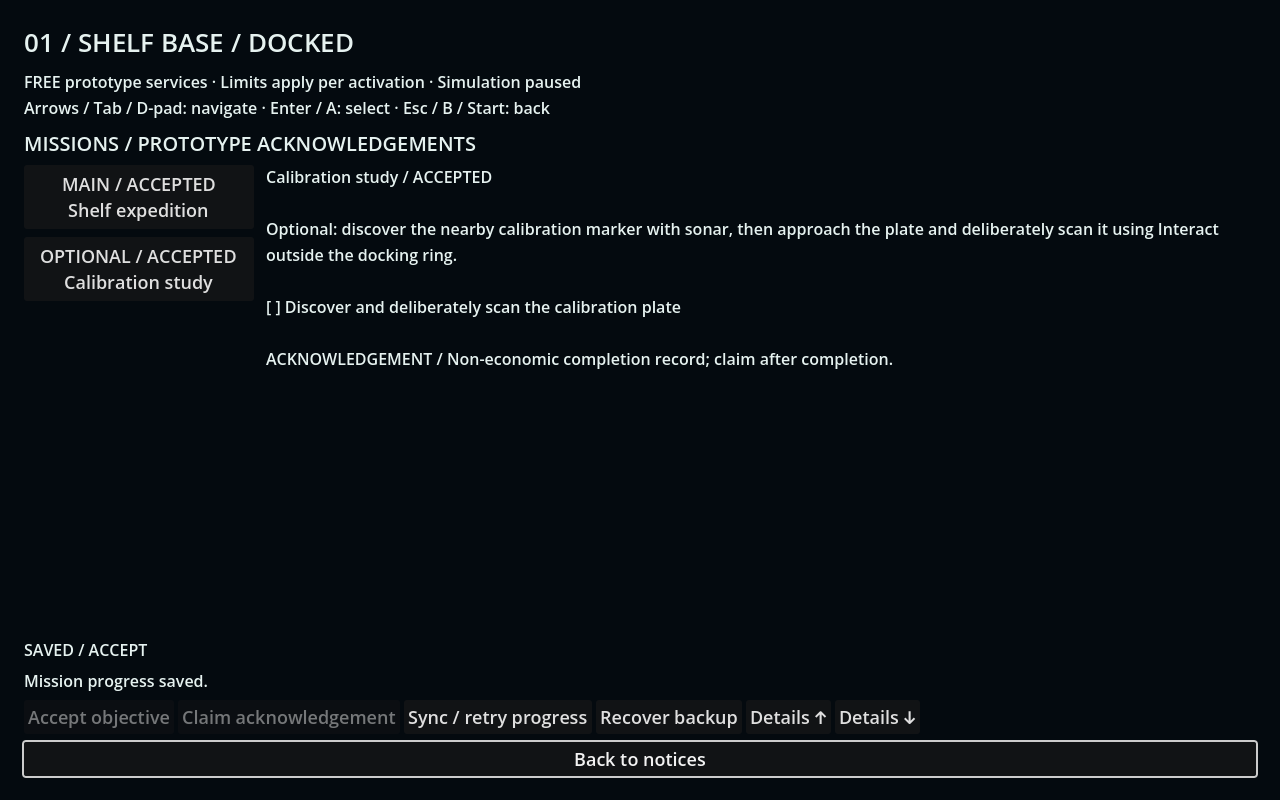 01 / SHELF BASE / DOCKED
FREE prototype services · Limits apply per activation · Simulation paused
Arrows / Tab / D-pad: navigate · Enter / A: select · Esc / B / Start: back
MISSIONS / PROTOTYPE ACKNOWLEDGEMENTS
MAIN / ACCEPTED
Shelf expedition
OPTIONAL / ACCEPTED
Calibration study
Calibration study / ACCEPTED
Optional: discover the nearby calibration marker with sonar, then approach the plate and deliberately scan it using Interact
outside the docking ring.
[ ] Discover and deliberately scan the calibration plate
ACKNOWLEDGEMENT / Non-economic completion record; claim after completion.
SAVED / ACCEPT
Mission progress saved.
Accept objective Claim acknowledgement Sync / retry progress Recover backup Details ↑ Details ↓
Back to notices